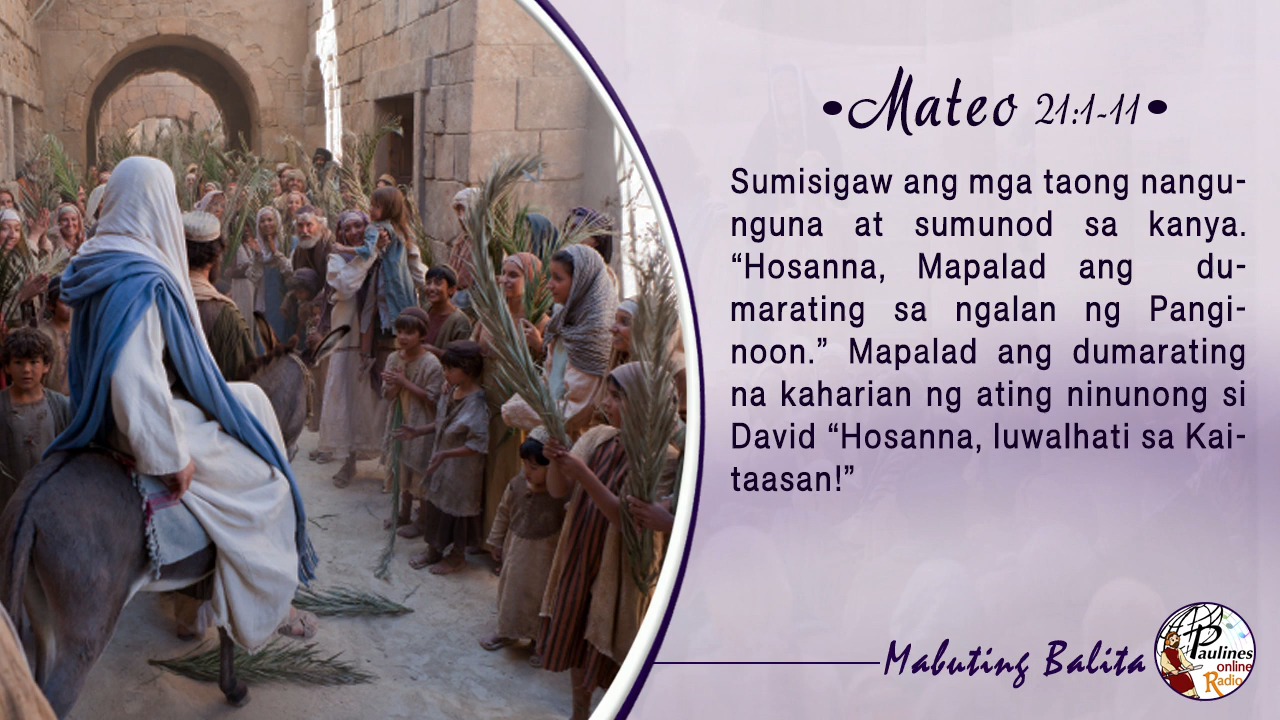 •Mateo 21:1-11•
Sumisigaw ang mga taong nangu-
nguna at sumunod sa kanya.
“Hosanna, Mapalad ang du-
marating sa ngalan ng Pangi-
noon.” Mapalad ang dumarating
na kaharian ng ating ninunong si
David “Hosanna, luwalhati sa Kai-
taasan!”
Mabuting Balita
Paulines
online
Radio